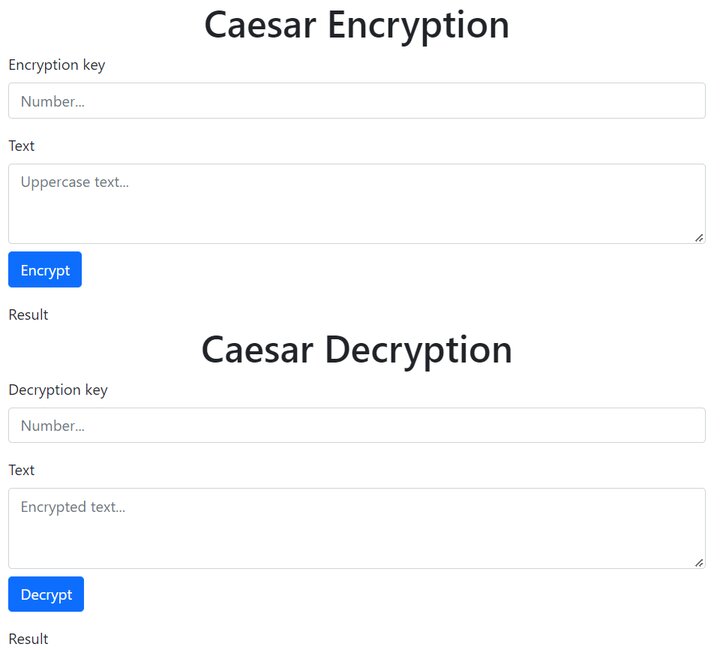 Caesar Encryption
Encryption key
Number...
Text
Uppercase text...
Encrypt
Result
Caesar Decryption
Decryption key
Number...
Text
Encrypted text...
Decrypt
Result